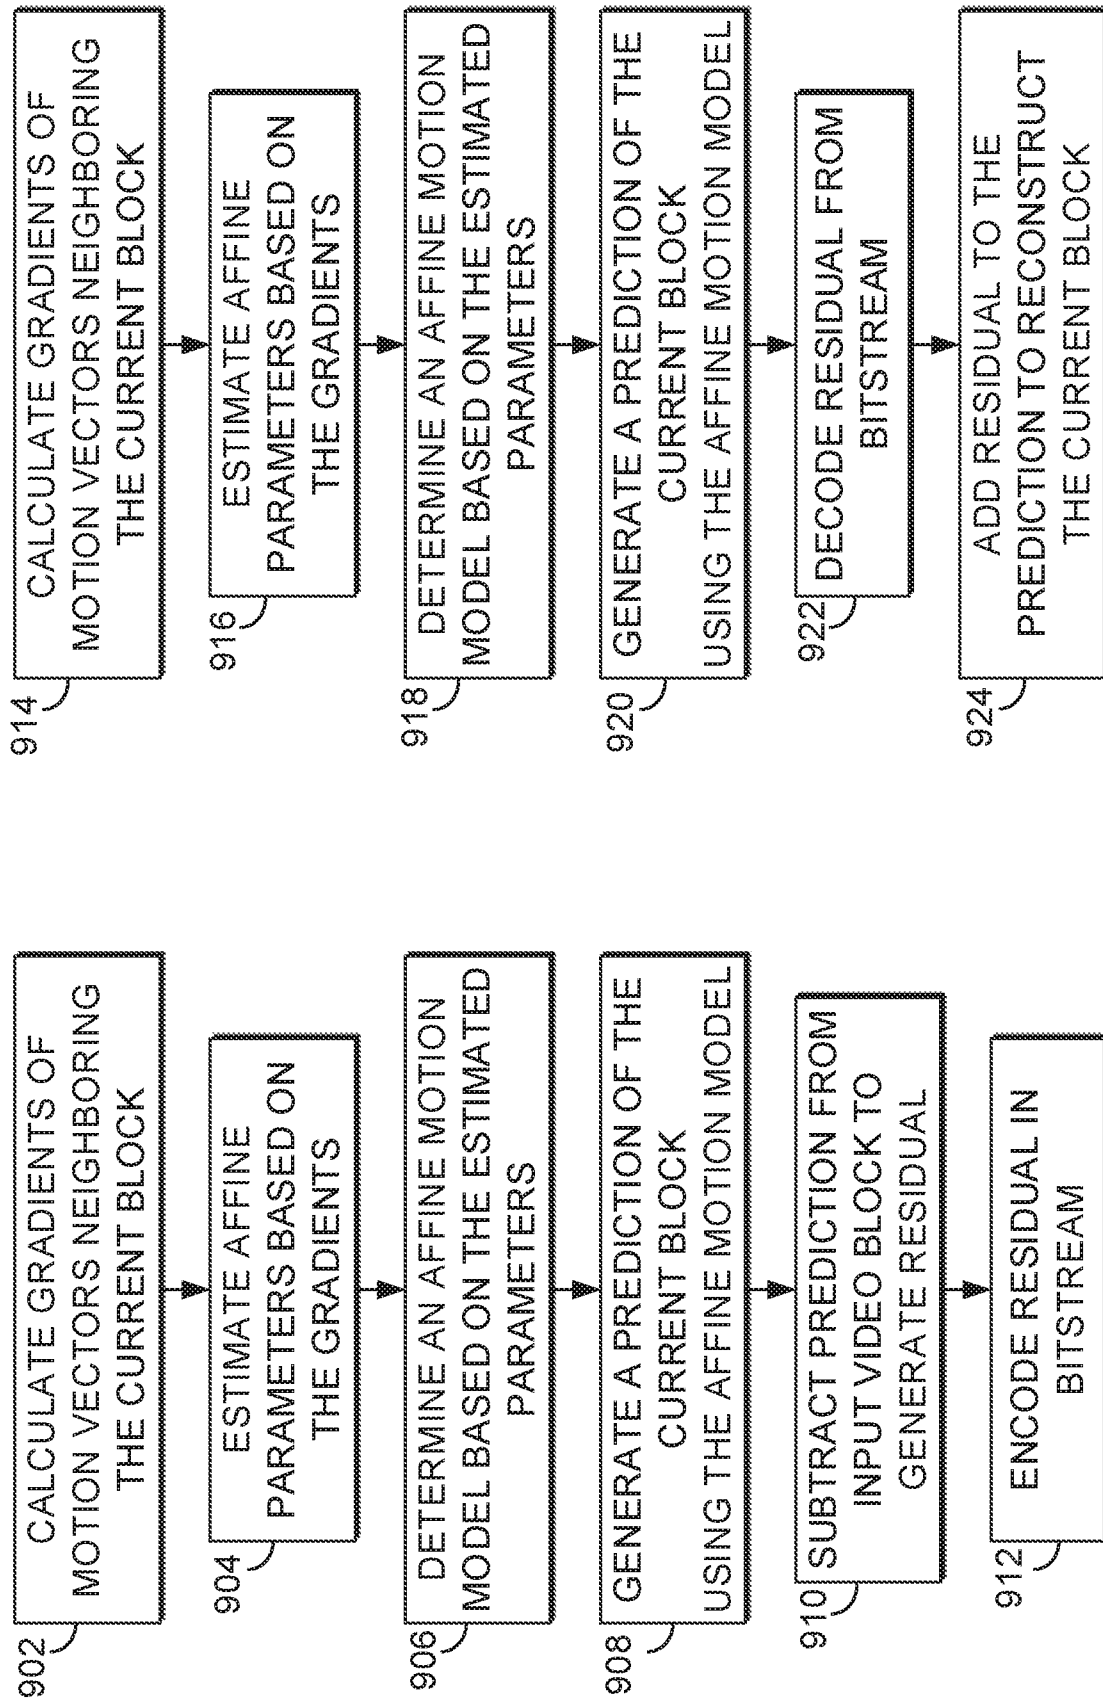 902
CALCULATE GRADIENTS OF
MOTION VECTORS NEIGHBORING
THE CURRENT BLOCK
904
ESTIMATE AFFINE
PARAMETERS BASED ON
THE GRADIENTS
906
DETERMINE AN AFFINE MOTION
MODEL BASED ON THE ESTIMATED
PARAMETERS
908
GENERATE A PREDICTION OF THE
CURRENT BLOCK
USING THE AFFINE MOTION MODEL
910
SUBTRACT PREDICTION FROM
INPUT VIDEO BLOCK TO
GENERATE RESIDUAL
912
ENCODE RESIDUAL IN
BITSTREAM
914
CALCULATE GRADIENTS OF
MOTION VECTORS NEIGHBORING
THE CURRENT BLOCK
916
ESTIMATE AFFINE
PARAMETERS BASED ON
THE GRADIENTS
918
DETERMINE AN AFFINE MOTION
MODEL BASED ON THE ESTIMATED
PARAMETERS
920
GENERATE A PREDICTION OF THE
CURRENT BLOCK
USING THE AFFINE MOTION MODEL
922
DECODE RESIDUAL FROM
BITSTREAM
924
ADD RESIDUAL TO THE
PREDICTION TO RECONSTRUCT
THE CURRENT BLOCK